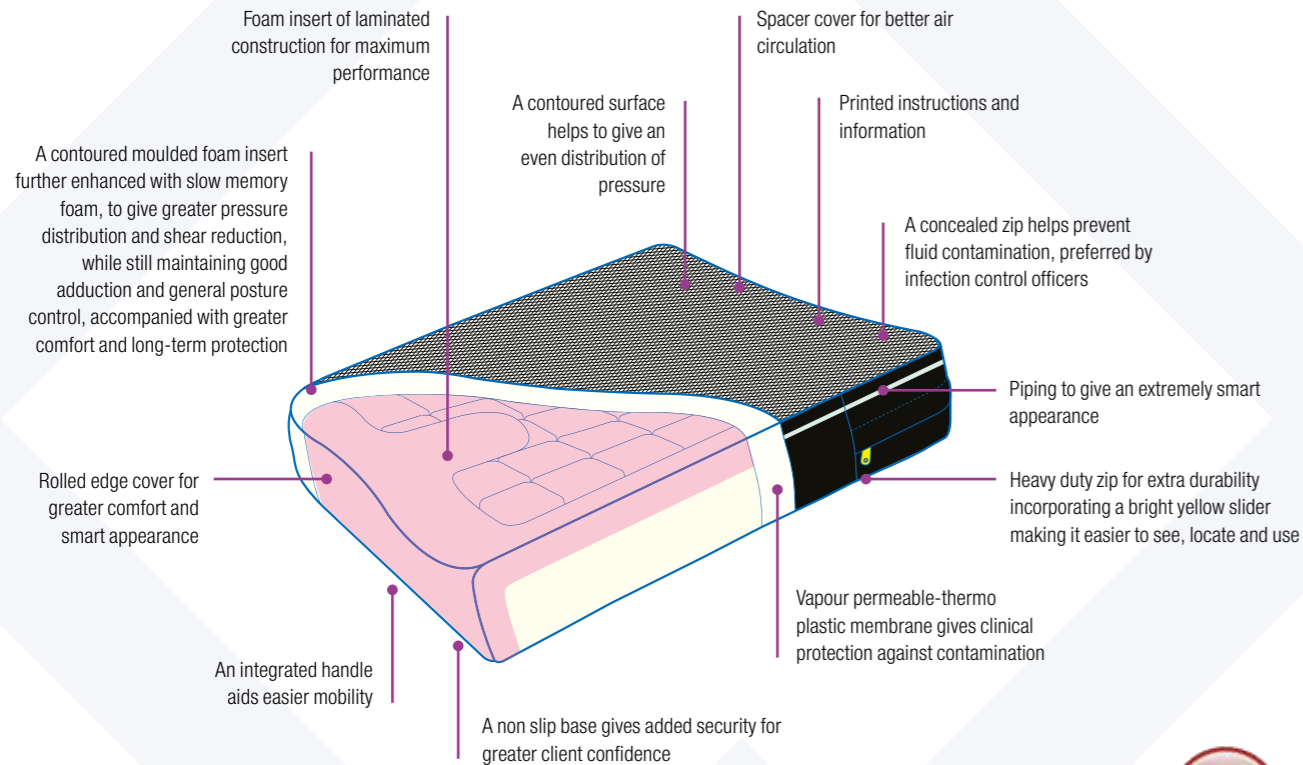 Foam insert of laminated
construction for maximum
performance
Spacer cover for better air
circulation
A contoured surface
helps to give an
even distribution of
pressure
Printed instructions and
information
A contoured moulded foam insert
further enhanced with slow memory
foam, to give greater pressure
distribution and shear reduction,
while still maintaining good
adduction and general posture
control, accompanied with greater
comfort and long-term protection
A concealed zip helps prevent
fluid contamination, preferred by
infection control officers
Piping to give an extremely smart
appearance
Rolled edge cover for
greater comfort and
smart appearance
Heavy duty zip for extra durability
incorporating a bright yellow slider
making it easier to see, locate and use
Vapour permeable-thermo
plastic membrane gives clinical
protection against contamination
An integrated handle
aids easier mobility
A non slip base gives added security for
greater client confidence